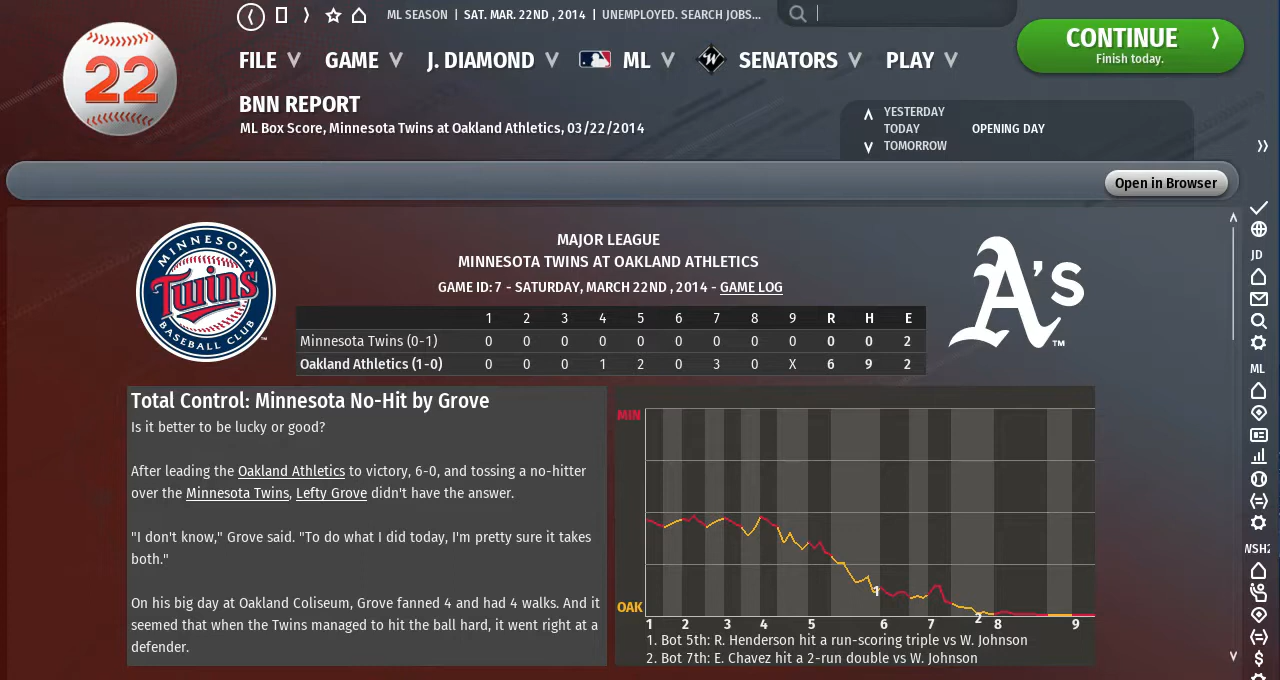 ML SEASON | SAT. MAR. 22ND , 2014 | UNEMPLOYED. SEARCH JOBS...
22
FILE GAME J. DIAMOND ML SENATORS PLAY
CONTINUE
Finish today.
BNN REPORT
ML Box Score, Minnesota Twins at Oakland Athletics, 03/22/2014
YESTERDAY
TODAY OPENING DAY
TOMORROW
Open in Browser
MINNESOTA
Twins
BASEBALL CLUB
TM
MAJOR LEAGUE
MINNESOTA TWINS AT OAKLAND ATHLETICS
GAME ID: 7 - SATURDAY, MARCH 22ND , 2014 - GAME LOG
A's
TM
1 2 3 4 5 6 7 8 9 R H E
Minnesota Twins (0-1) 0 0 0 0 0 0 0 0 0 0 0 2
Oakland Athletics (1-0) 0 0 0 1 2 0 3 0 X 6 9 2
Total Control: Minnesota No-Hit by Grove
Is it better to be lucky or good?
After leading the Oakland Athletics to victory, 6-0, and tossing a no-hitter
over the Minnesota Twins, Lefty Grove didn't have the answer.
"I don't know," Grove said. "To do what I did today, I'm pretty sure it takes
both."
On his big day at Oakland Coliseum, Grove fanned 4 and had 4 walks. And it
seemed that when the Twins managed to hit the ball hard, it went right at a
defender.
MIN
OAK
1
2
1 2 3 4 5 6 7 8 9
1. Bot 5th: R. Henderson hit a run-scoring triple vs W. Johnson
2. Bot 7th: E. Chavez hit a 2-run double vs W. Johnson
JD
ML
WSH2
$